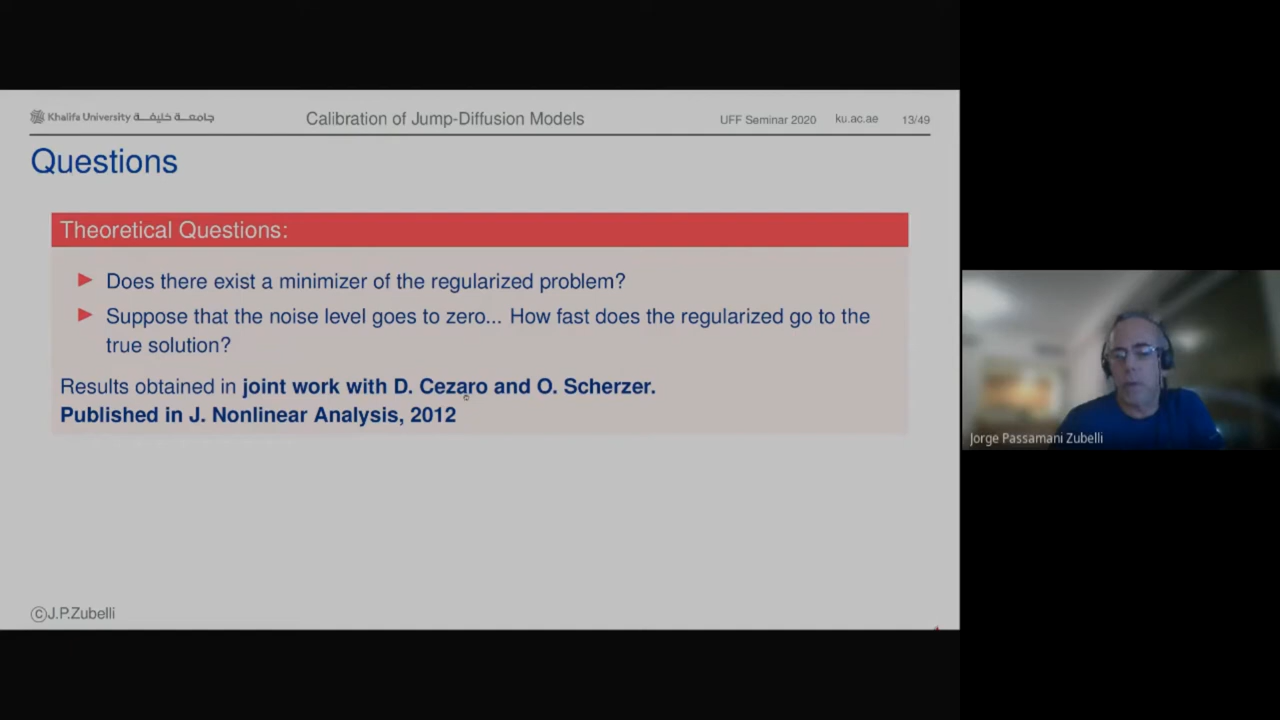 Khalifa University جامعة خليفة
Calibration of Jump-Diffusion Models
UFF Seminar 2020 ku.ac.ae 13/49
Questions
Theoretical Questions:
Does there exist a minimizer of the regularized problem?
Suppose that the noise level goes to zero... How fast does the regularized go to the
true solution?
Results obtained in joint work with D. Cezaro and O. Scherzer.
Published in J. Nonlinear Analysis, 2012
Jorge Passamani Zubelli
©J.P.Zubelli